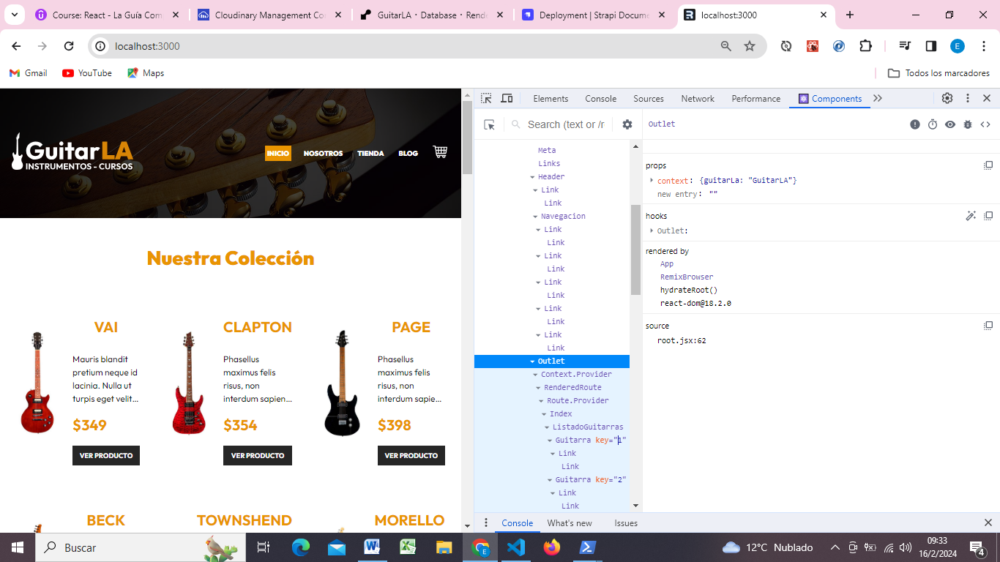 Course: React - La Guía Com
Cloudinary Management Co
GuitarLA · Database · Rende
Deployment | Strapi Docume
localhost:3000
localhost:3000
E
Gmail
YouTube
Maps
Todos los marcadores
GuitarLA
INSTRUMENTOS - CURSOS
INICIO
NOSOTROS
TIENDA
BLOG
Nuestra Colección
VAI
Mauris blandit
pretium neque id
lacinia. Nulla ut
turpis eget velit...
$349
VER PRODUCTO
CLAPTON
Phasellus
maximus felis
risus, non
interdum sapien...
$354
VER PRODUCTO
PAGE
Phasellus
maximus felis
risus, non
interdum sapie...
$398
VER PRODUCTO
BECK
TOWNSHEND
MORELLO
Elements
Console
Sources
Network
Performance
Components
Search (text or /r
Meta
Links
Header
Link
Link
Navegacion
Link
Link
Link
Link
Link
Link
Link
Link
Link
Link
Outlet
Context.Provider
RenderedRoute
Route.Provider
Index
ListadoGuitarras
Guitarra key="1"
Link
Link
Guitarra key="2"
Link
Link
Outlet
props
context: {guitarLa: "GuitarLA"}
new entry: ""
hooks
Outlet:
rendered by
App
RemixBrowser
hydrateRoot()
react-dom@18.2.0
source
root.jsx:62
Console
What's new
Issues
Buscar
12°C Nublado
09:33
16/2/2024
4